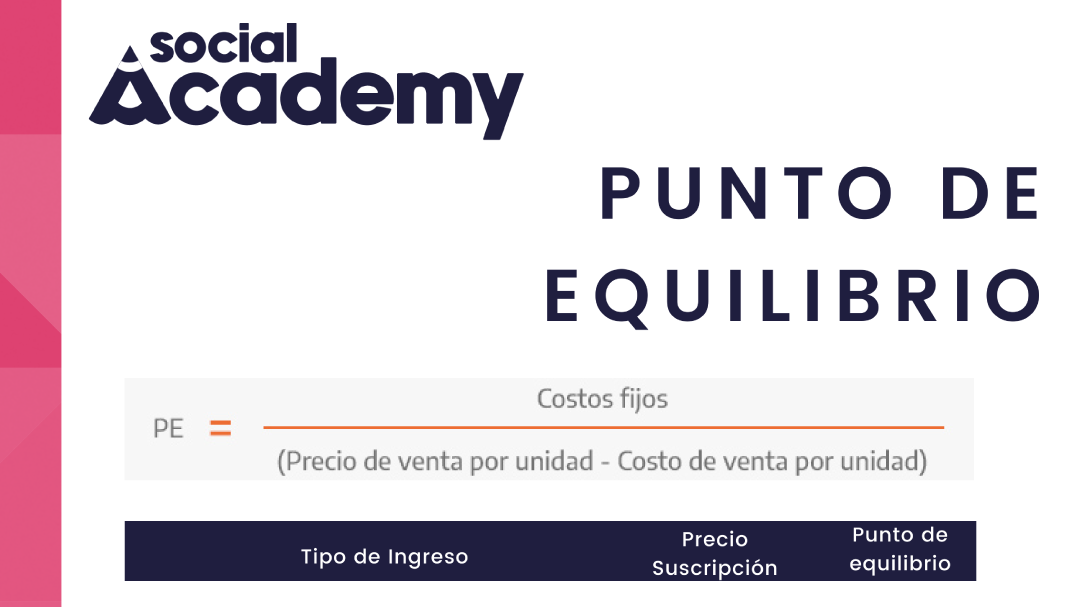 social
Academy
PUNTO DE
EQUILIBRIO
Costos fijos
PE =
(Precio de venta por unidad - Costo de venta por unidad)
Tipo de Ingreso
Precio
Suscripción
Punto de
equilibrio